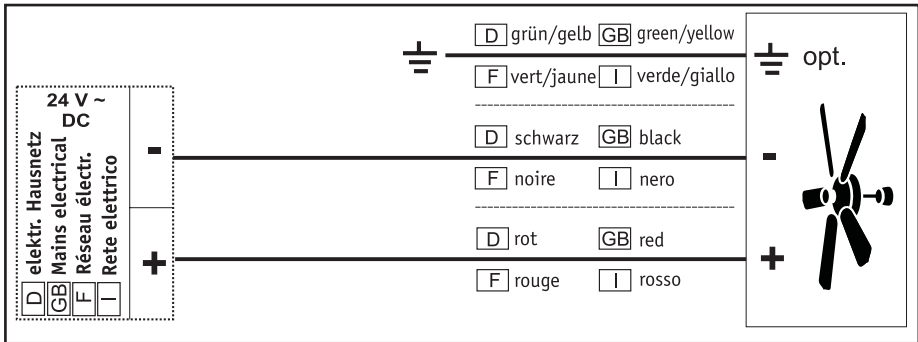 D grün/gelb GB green/yellow
F vert/jaune I verde/giallo
opt.
24 V ~
DC
D elektr. Hausnetz
GB Mains electrical
F Réseau électr.
I Rete elettrico
-
+
D schwarz GB black
F noire I nero
-
D rot GB red
F rouge I rosso
+